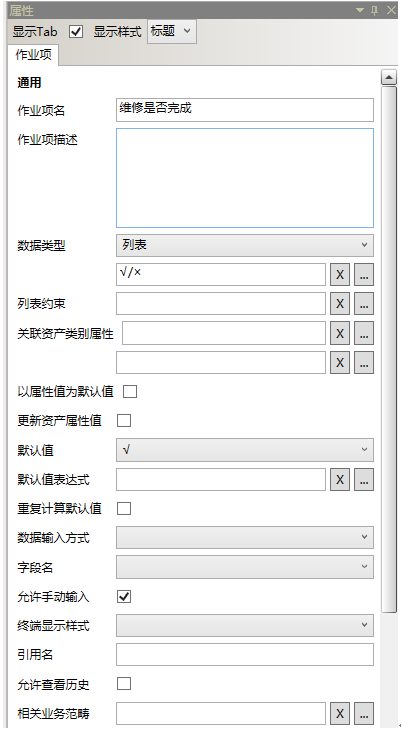 属性
显示Tab 显示样式 标题
作业项
通用
作业项名 维修是否完成
作业项描述
数据类型 列表
√/× X ...
列表约束 X ...
关联资产类别属性 X ...
X ...
以属性值为默认值
更新资产属性值
默认值 √
默认值表达式 X ...
重复计算默认值
数据输入方式
字段名
允许手动输入
终端显示样式
引用名
允许查看历史
相关业务范畴 X ...